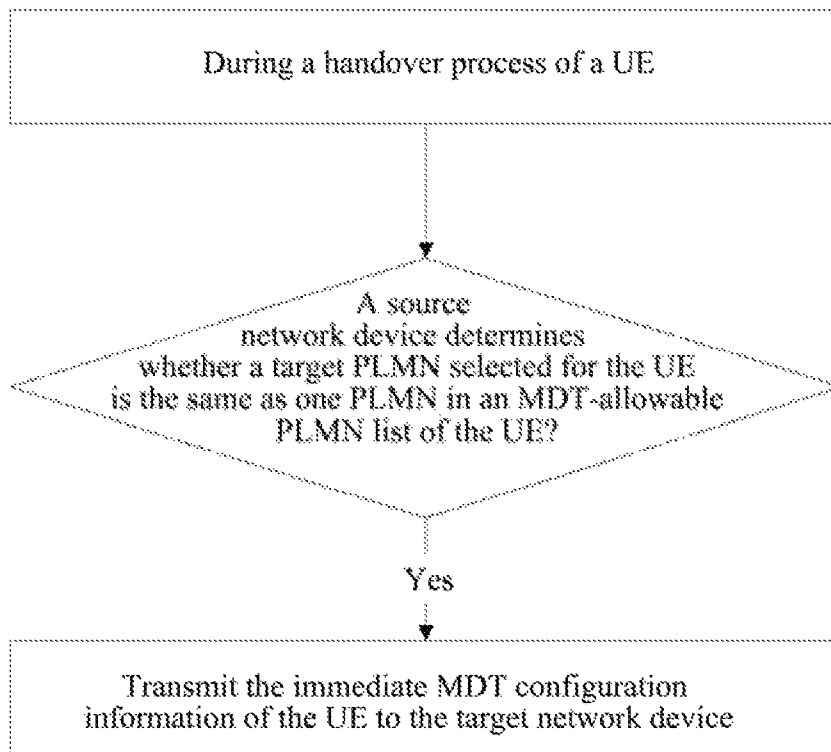 During a handover process of a UE
A source
network device determines
whether a target PLMN selected for the UE
is the same as one PLMN in an MDT-allowable
PLMN list of the UE?
Yes
Transmit the immediate MDT configuration
information of the UE to the target network device